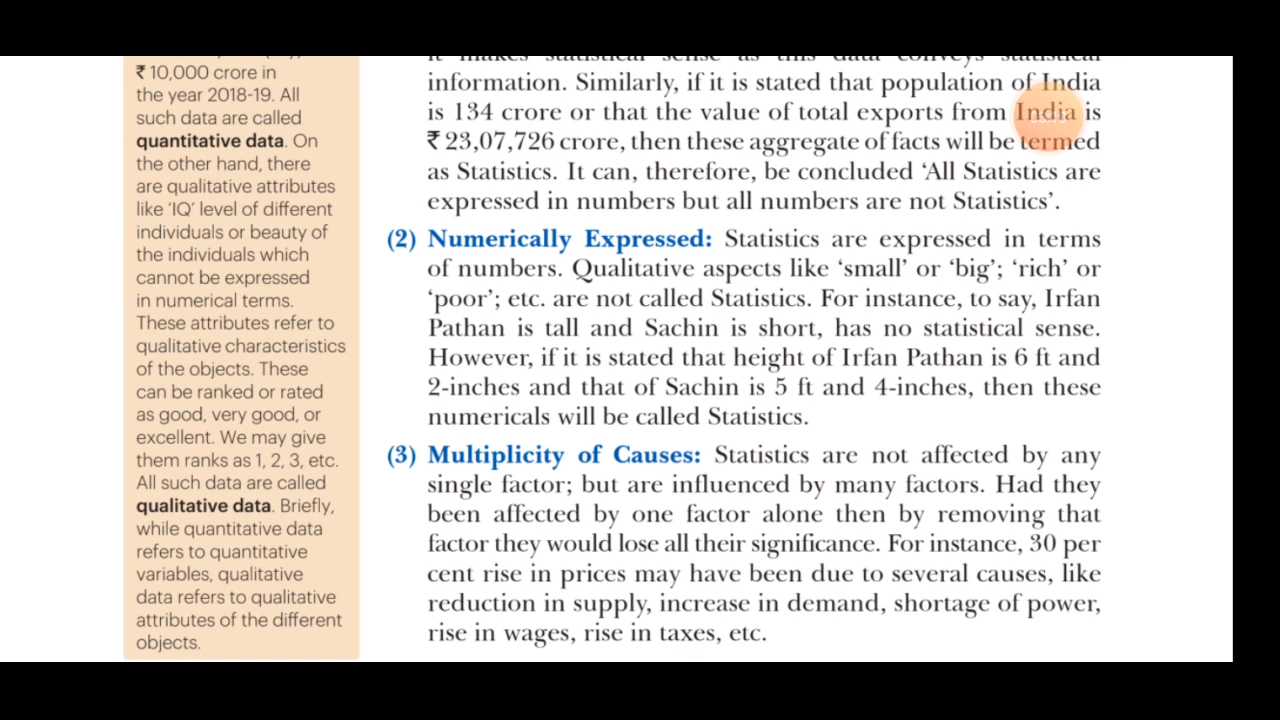 ₹ 10,000 crore in
the year 2018-19. All
such data are called
quantitative data. On
the other hand, there
are qualitative attributes
like 'IQ' level of different
individuals or beauty of
the individuals which
cannot be expressed
in numerical terms.
These attributes refer to
qualitative characteristics
of the objects. These
can be ranked or rated
as good, very good, or
excellent. We may give
them ranks as 1, 2, 3, etc.
All such data are called
qualitative data. Briefly,
while quantitative data
refers to quantitative
variables, qualitative
data refers to qualitative
attributes of the different
objects.
it makes statistical sense as this data conveys statistical
information. Similarly, if it is stated that population of India
is 134 crore or that the value of total exports from India is
₹ 23,07,726 crore, then these aggregate of facts will be termed
as Statistics. It can, therefore, be concluded 'All Statistics are
expressed in numbers but all numbers are not Statistics'.
(2) Numerically Expressed: Statistics are expressed in terms
of numbers. Qualitative aspects like 'small' or 'big'; 'rich' or
'poor'; etc. are not called Statistics. For instance, to say, Irfan
Pathan is tall and Sachin is short, has no statistical sense.
However, if it is stated that height of Irfan Pathan is 6 ft and
2-inches and that of Sachin is 5 ft and 4-inches, then these
numericals will be called Statistics.
(3) Multiplicity of Causes: Statistics are not affected by any
single factor; but are influenced by many factors. Had they
been affected by one factor alone then by removing that
factor they would lose all their significance. For instance, 30 per
cent rise in prices may have been due to several causes, like
reduction in supply, increase in demand, shortage of power,
rise in wages, rise in taxes, etc.